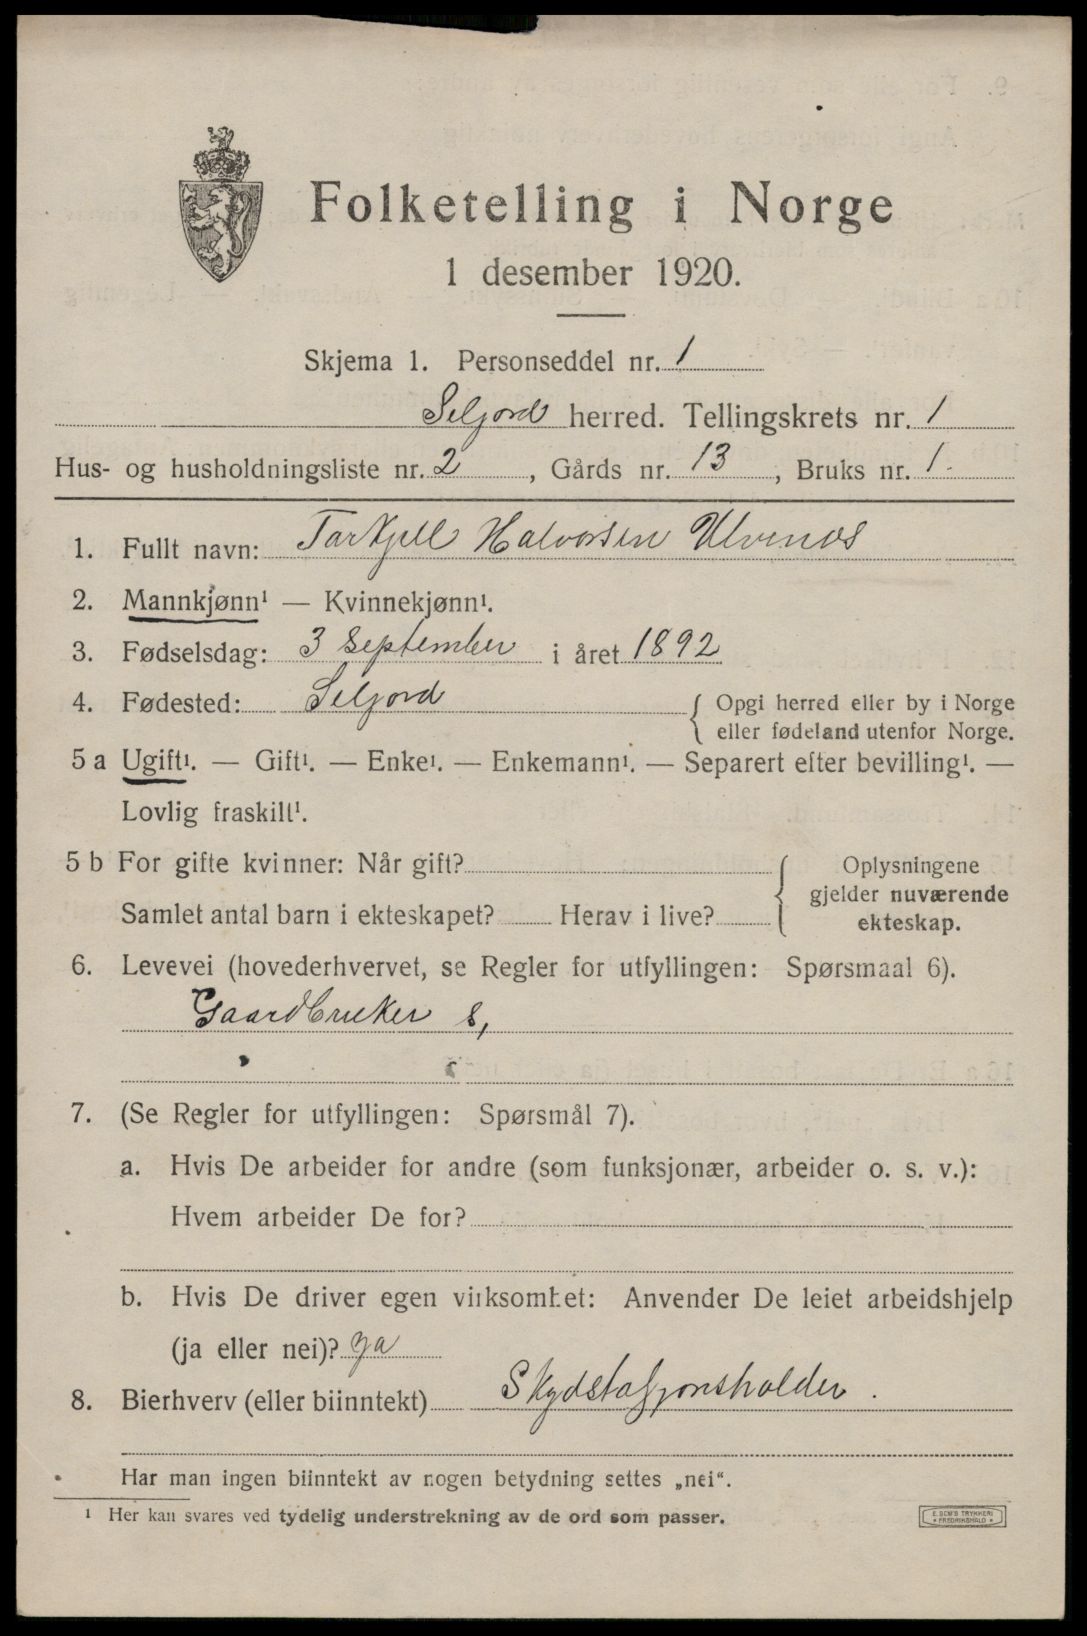 Folketelling i Norge
1 desember 1920.
Skjema 1. Personseddel nr. 1
Seljord herred. Tellingskrets nr. 1
Hus- og husholdningsliste nr. 2, Gårds nr. 13, Bruks nr. 1.
1. Fullt navn: Tarkjell Halvorsen Ulvenos
2. Mannkjønn¹ — Kvinnekjønn¹.
3. Fødselsdag: 3 september i året 1892
4. Fødested: Seljord { Opgi herred eller by i Norge
eller fødeland utenfor Norge.
5 a Ugift¹. — Gift¹. — Enke¹. — Enkemann¹. — Separert efter bevilling¹. —
Lovlig fraskilt¹.
5 b For gifte kvinner: Når gift? { Oplysningene
gjelder nuværende
Samlet antal barn i ekteskapet? Herav i live?
ekteskap.
6. Levevei (hovederhvervet, se Regler for utfyllingen: Spørsmaal 6).
Gaardbruker s,
7. (Se Regler for utfyllingen: Spørsmål 7).
a. Hvis De arbeider for andre (som funksjonær, arbeider o. s. v.):
Hvem arbeider De for?
b. Hvis De driver egen virksomhet: Anvender De leiet arbeidshjelp
(ja eller nei)? ja
8. Bierhverv (eller biinntekt) Skydstasjonsholder.
Har man ingen biinntekt av nogen betydning settes „nei“.
¹ Her kan svares ved tydelig understrekning av de ord som passer.
E. SEM'S TRYKKERI
* FREDRIKSHALD *